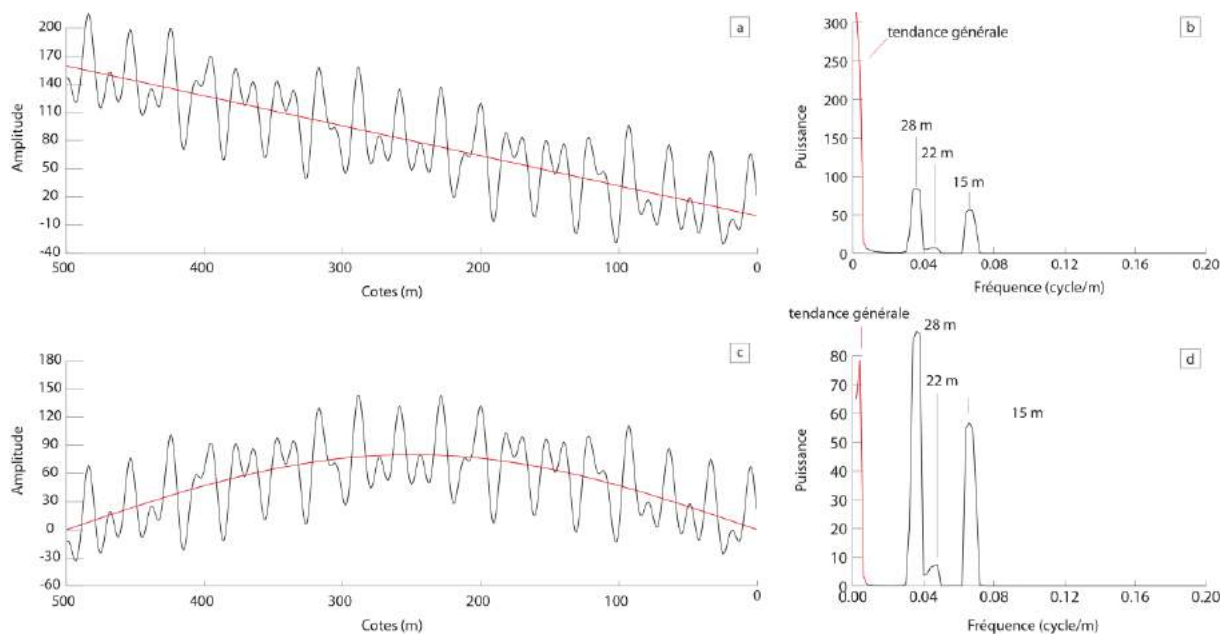 a
200
170
140
110
80
50
20
-10
-40
Amplitude
500
400
300
200
100
0
Cotes (m)
b
tendance générale
300
250
200
150
100
50
0
Puissance
28 m
22 m
15 m
0
0.04
0.08
0.12
0.16
0.20
Fréquence (cycle/m)
c
180
150
120
90
60
30
0
-30
-60
Amplitude
500
400
300
200
100
0
Cotes (m)
tendance générale
d
28 m
22 m
15 m
80
70
60
50
40
30
20
10
0
Puissance
0.00
0.04
0.08
0.12
0.16
0.20
Fréquence (cycle/m)